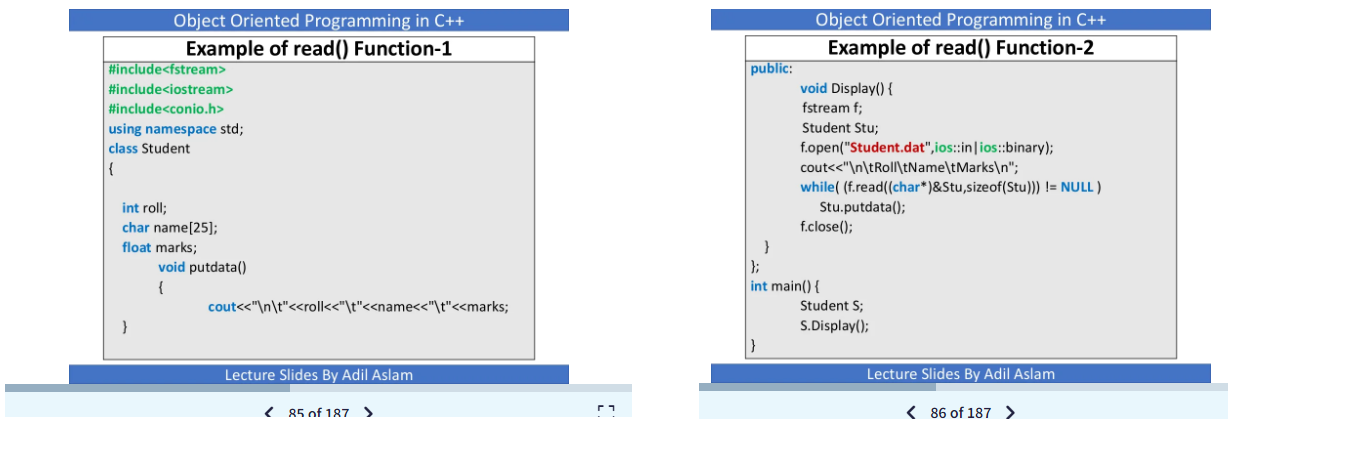 Object Oriented Programming in C++
Example of read() Function-1
#include<fstream>
#include<iostream>
#include<conio.h>
using namespace std;
class Student
{
int roll;
char name[25];
float marks;
void putdata()
{
cout<<"\n\t"<<roll<<"\t"<<name<<"\t"<<marks;
}
Lecture Slides By Adil Aslam
85 of 187
Object Oriented Programming in C++
Example of read() Function-2
public:
void Display() {
fstream f;
Student Stu;
f.open("Student.dat",ios::in|ios::binary);
cout<<"\n\tRoll\tName\tMarks\n";
while( (f.read((char*)&Stu,sizeof(Stu))) != NULL )
Stu.putdata();
f.close();
}
};
int main() {
Student S;
S.Display();
}
Lecture Slides By Adil Aslam
86 of 187